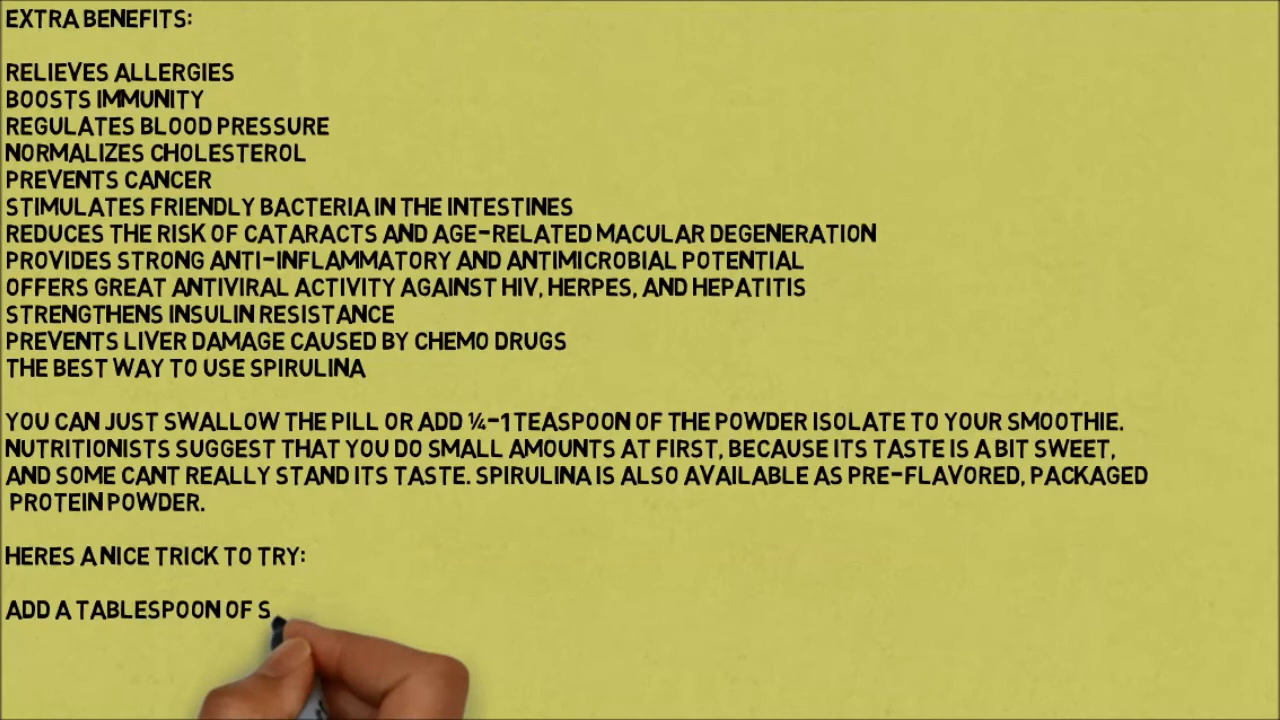 EXTRA BENEFITS:
RELIEVES ALLERGIES
BOOSTS IMMUNITY
REGULATES BLOOD PRESSURE
NORMALIZES CHOLESTEROL
PREVENTS CANCER
STIMULATES FRIENDLY BACTERIA IN THE INTESTINES
REDUCES THE RISK OF CATARACTS AND AGE-RELATED MACULAR DEGENERATION
PROVIDES STRONG ANTI-INFLAMMATORY AND ANTIMICROBIAL POTENTIAL
OFFERS GREAT ANTIVIRAL ACTIVITY AGAINST HIV, HERPES, AND HEPATITIS
STRENGTHENS INSULIN RESISTANCE
PREVENTS LIVER DAMAGE CAUSED BY CHEMO DRUGS
THE BEST WAY TO USE SPIRULINA
YOU CAN JUST SWALLOW THE PILL OR ADD ¼-1 TEASPOON OF THE POWDER ISOLATE TO YOUR SMOOTHIE.
NUTRITIONISTS SUGGEST THAT YOU DO SMALL AMOUNTS AT FIRST, BECAUSE ITS TASTE IS A BIT SWEET,
AND SOME CANT REALLY STAND ITS TASTE. SPIRULINA IS ALSO AVAILABLE AS PRE-FLAVORED, PACKAGED
PROTEIN POWDER.
HERES A NICE TRICK TO TRY:
ADD A TABLESPOON OF S